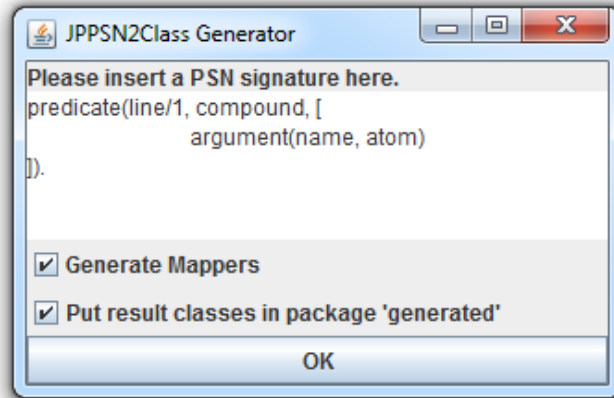 JPPSN2Class Generator
Please insert a PSN signature here.
predicate(line/1, compound, [
argument(name, atom)
]).
Generate Mappers
Put result classes in package 'generated'
OK